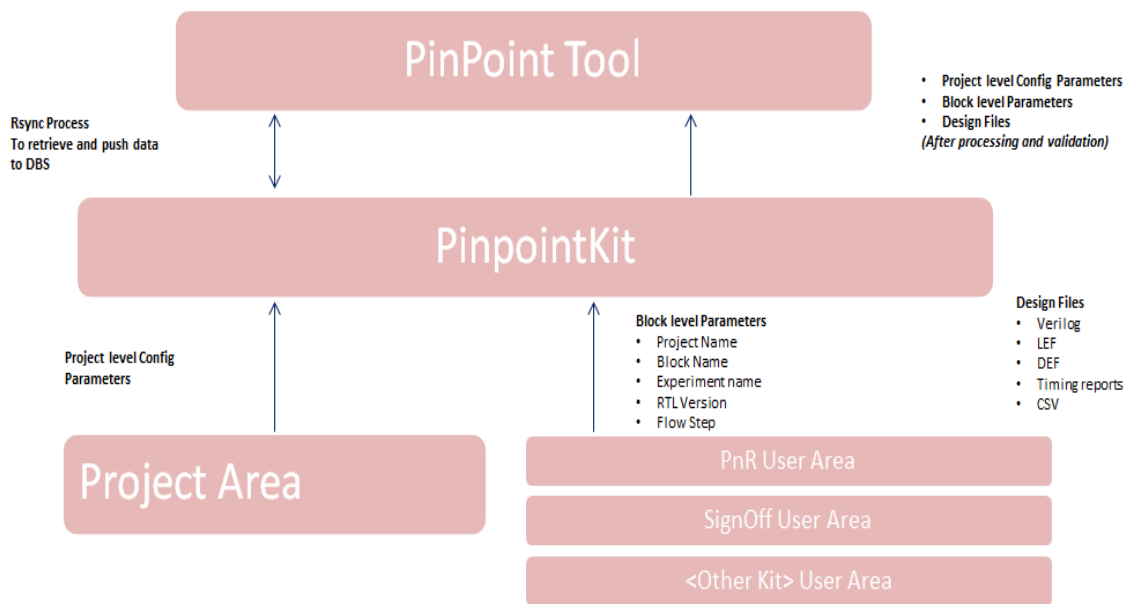 PinPoint Tool
• Project level Config Parameters
• Block level Parameters
• Design Files
(After processing and validation)
Rsync Process
To retrieve and push data
to DBS
PinpointKit
Project level Config
Parameters
Block level Parameters
• Project Name
• Block Name
• Experiment name
• RTL Version
• Flow Step
Design Files
• Verilog
• LEF
• DEF
• Timing reports
• CSV
Project Area
PnR User Area
SignOff User Area
<Other Kit> User Area